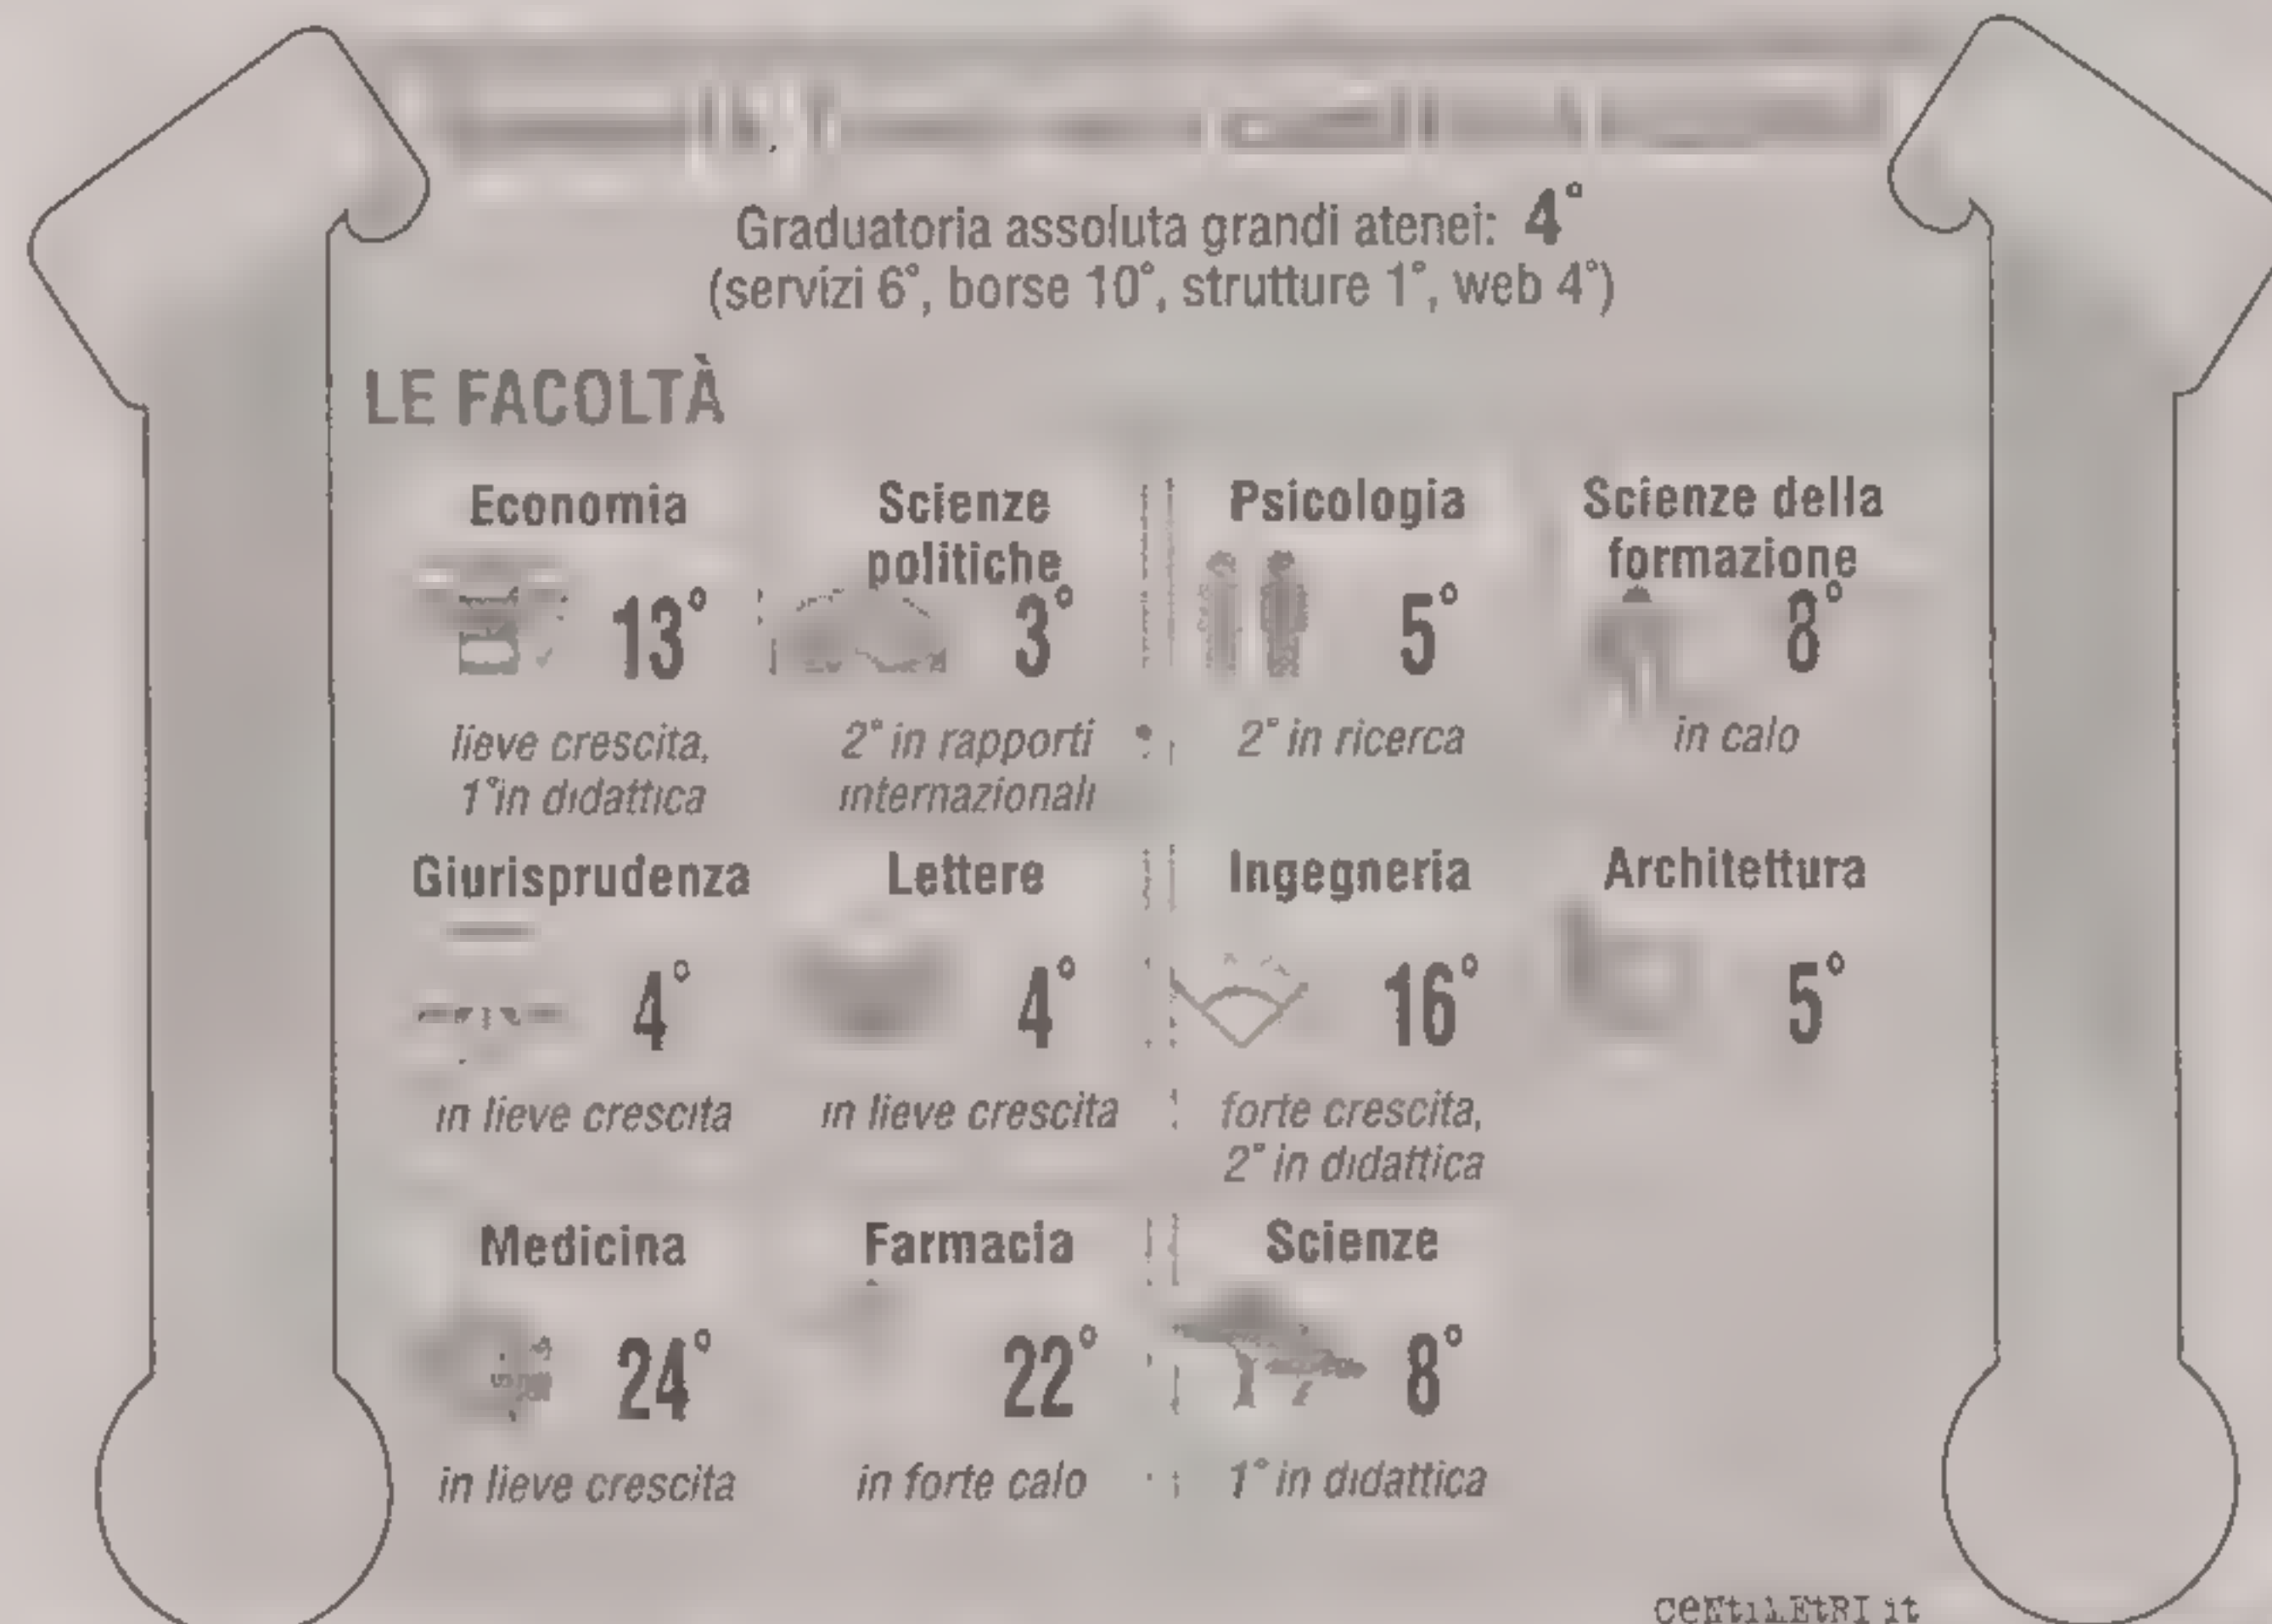 Graduatoria assoluta grandi atenei: 4°
(servizi 6°, borse 10°, strutture 1°, web 4°)
LE FACOLTÀ
Economia
13°
lieve crescita,
1° in didattica
Scienze
politiche
3°
2° in rapporti
internazionali
Psicologia
5°
2° in ricerca
Scienze della
formazione
8°
in calo
Giurisprudenza
4°
in lieve crescita
Lettere
4°
in lieve crescita
Ingegneria
16°
forte crescita,
2° in didattica
Architettura
5°
Medicina
24°
in lieve crescita
Farmacia
22°
in forte calo
Scienze
8°
1° in didattica
CeNtiLEtRI it